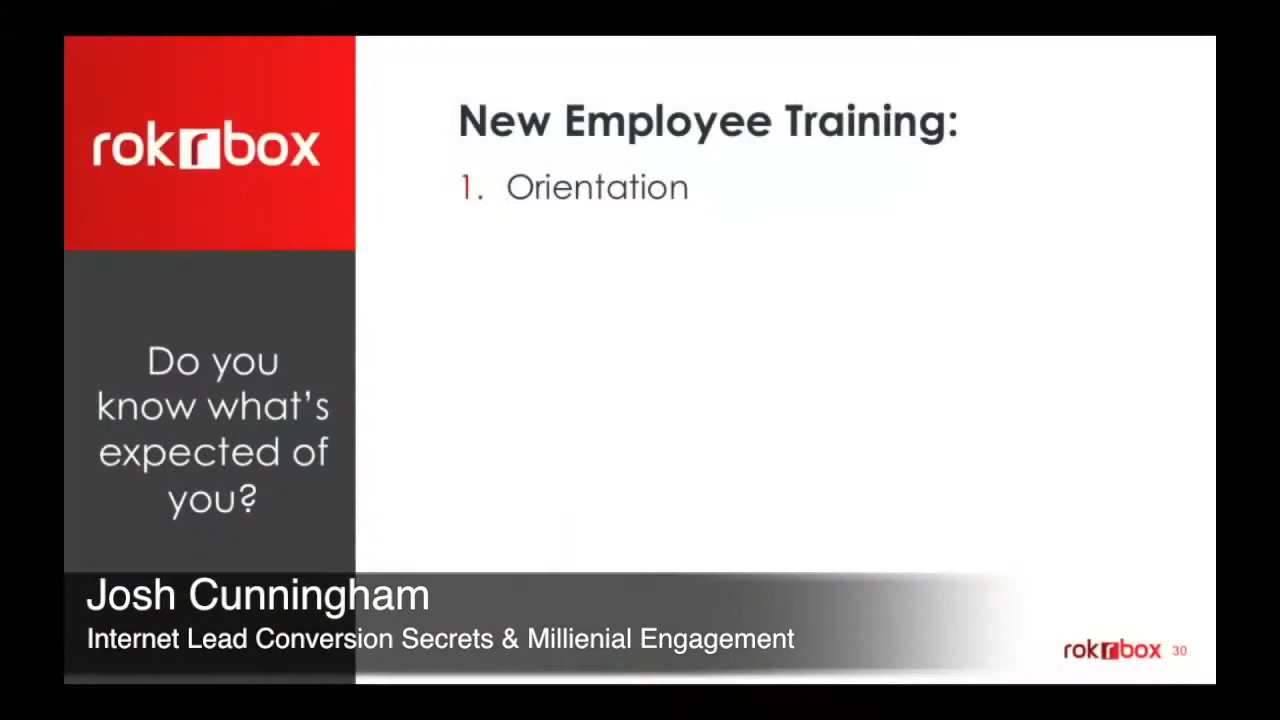 rokrbox
New Employee Training:
1. Orientation
Do you
know what's
expected of
you?
Josh Cunningham
Internet Lead Conversion Secrets & Millienial Engagement
rokrbox 30